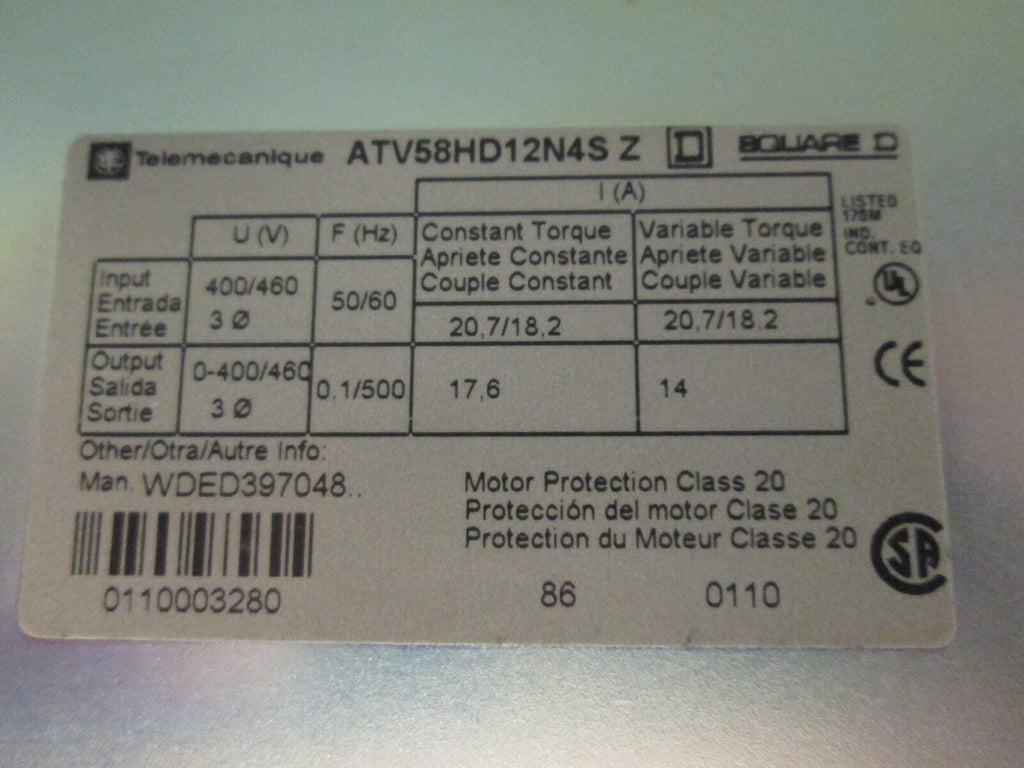 Telemecanique ATV58HD12N4S Z D SQUARE D
I (A)
U (V) F (Hz) Constant Torque Variable Torque
Apriete Constante Apriete Variable
Couple Constant Couple Variable
LISTED
170M
IND.
CONT. EQ
UL
Input
Entrada
Entrée
400/460
3 Ø
50/60
20,7/18,2 20,7/18,2
CE
Output
Salida
Sortie
0-400/460
3 Ø
0.1/500 17,6 14
Other/Otra/Autre Info:
Man. WDED397048..
Motor Protection Class 20
Protección del motor Clase 20
Protection du Moteur Classe 20
SA
0110003280 86 0110